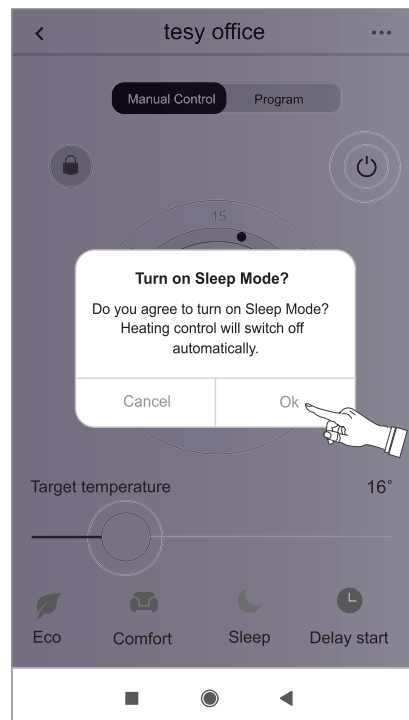 tesy office
Manual Control Program
15
Turn on Sleep Mode?
Do you agree to turn on Sleep Mode?
Heating control will switch off
automatically.
Cancel Ok
Target temperature 16°
Eco Comfort Sleep Delay start